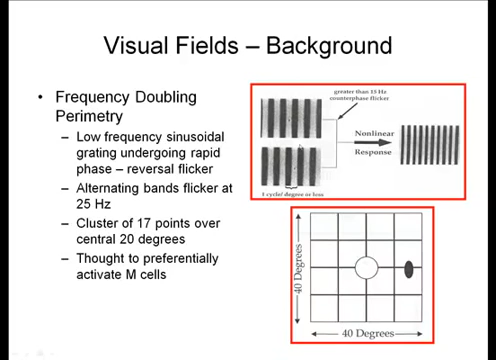 Visual Fields – Background
• Frequency Doubling
Perimetry
– Low frequency sinusoidal
grating undergoing rapid
phase – reversal flicker
– Alternating bands flicker at
25 Hz
– Cluster of 17 points over
central 20 degrees
– Thought to preferentially
activate M cells
greater than 15 Hz
counterphase flicker
Nonlinear
Response
1 cycle/ degree or less
40 Degrees
40 Degrees